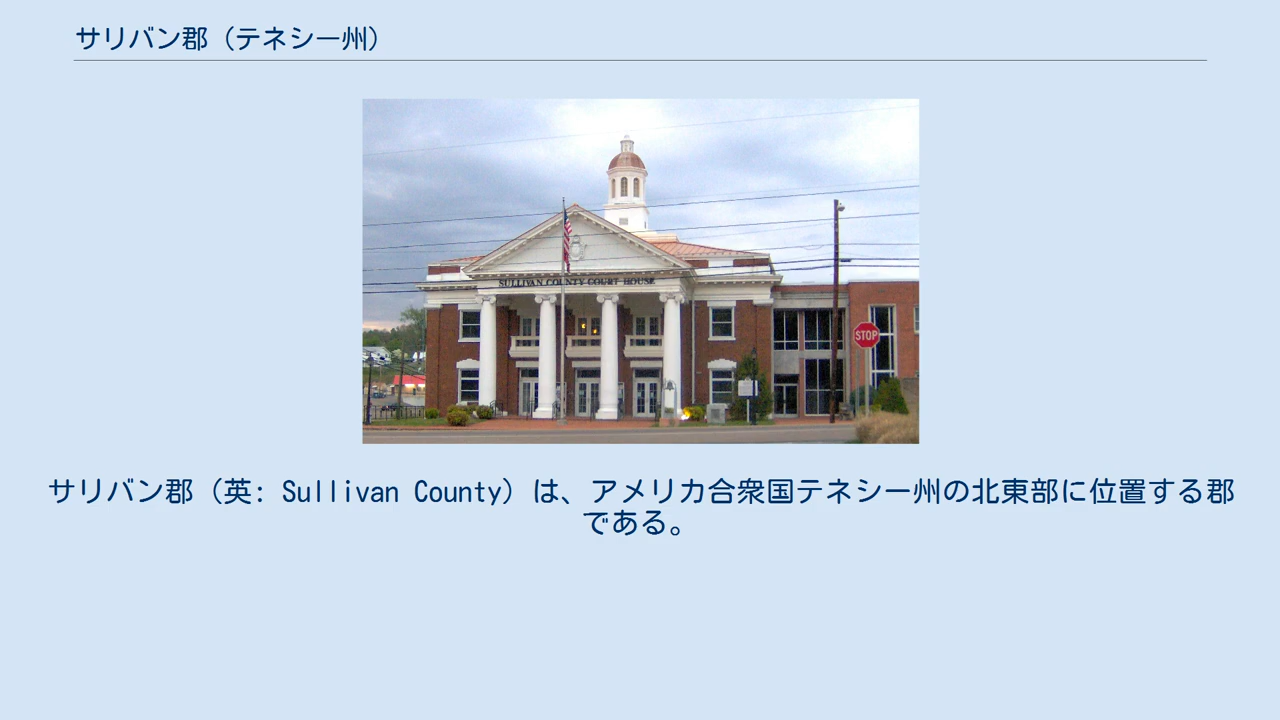 サリバン郡（テネシー州）
SULLIVAN COUNTY COURT HOUSE
STOP
サリバン郡（英: Sullivan County）は、アメリカ合衆国テネシー州の北東部に位置する郡
である。